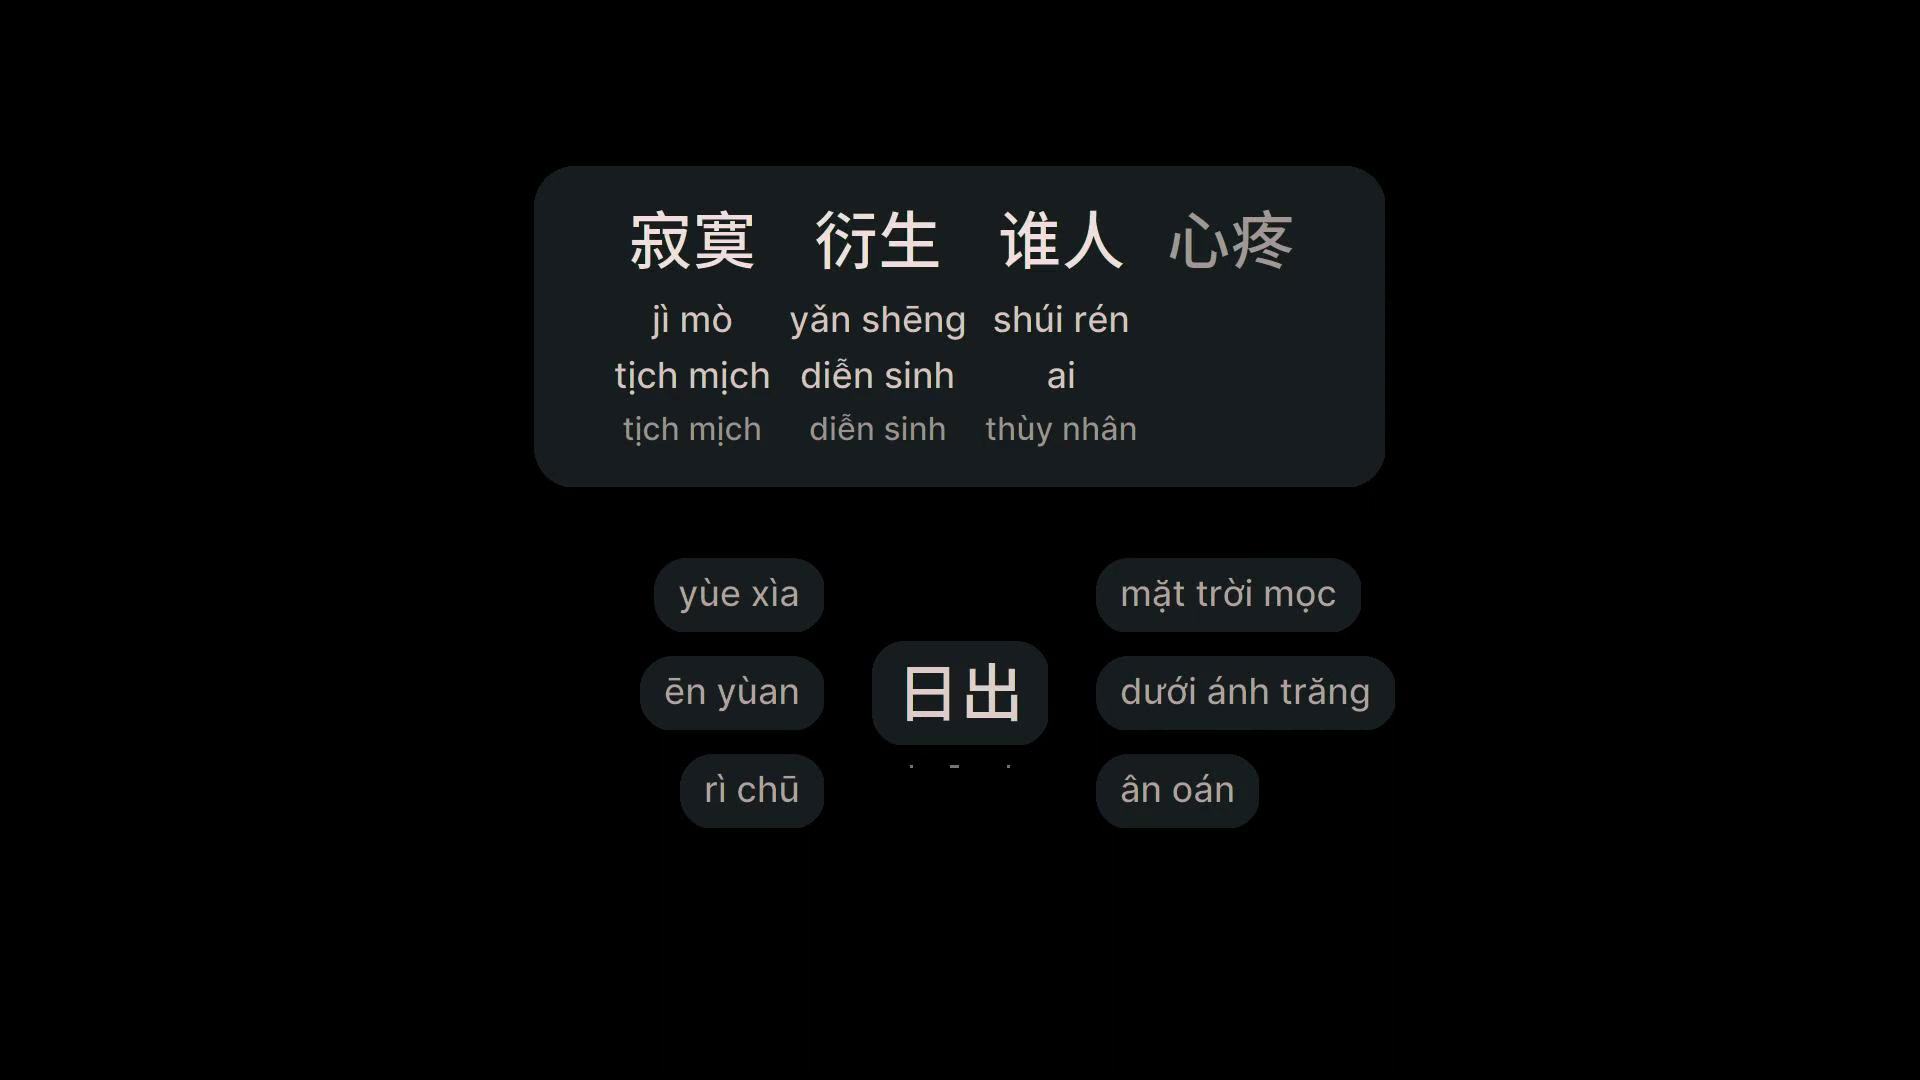 寂寞 衍生 谁人 心疼
jì mò yǎn shēng shúi rén
tịch mịch diễn sinh ai
tịch mịch diễn sinh thùy nhân
yùe xìa
mặt trời mọc
ēn yùan
日出
dưới ánh trăng
rì chū
ân oán